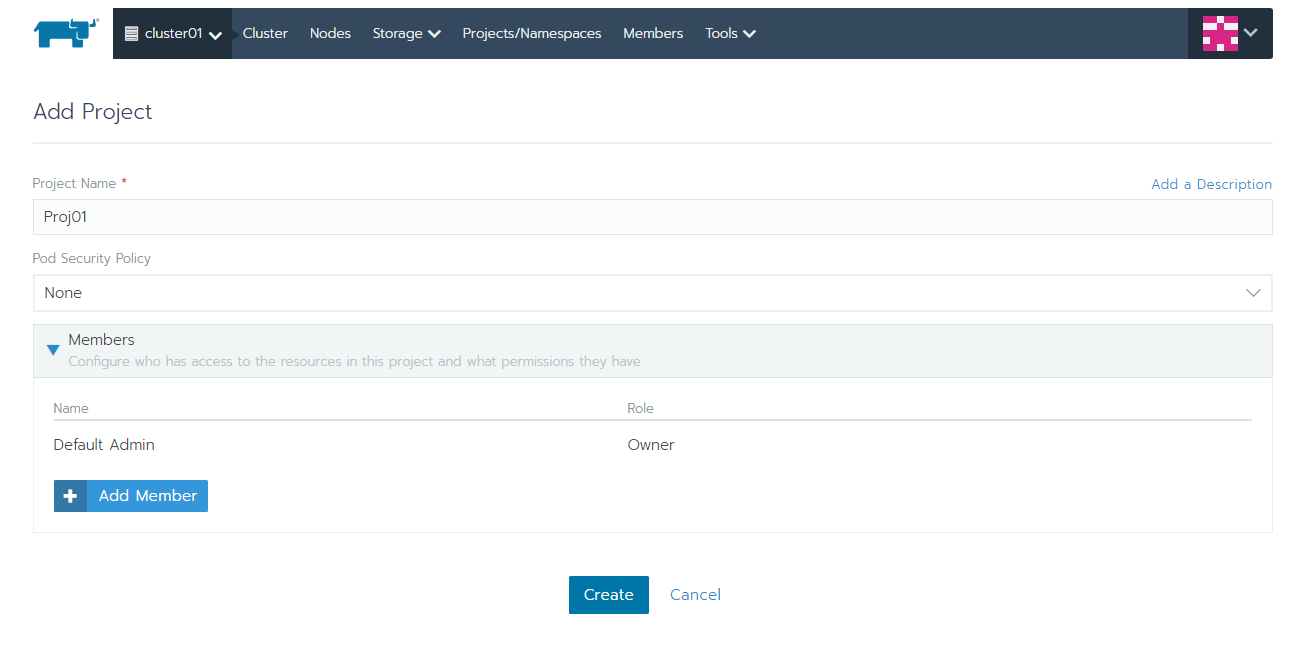 cluster01 Cluster Nodes Storage Projects/Namespaces Members Tools
Add Project
Project Name * Add a Description
Proj01
Pod Security Policy
None
Members
Configure who has access to the resources in this project and what permissions they have
Name Role
Default Admin Owner
+ Add Member
Create Cancel